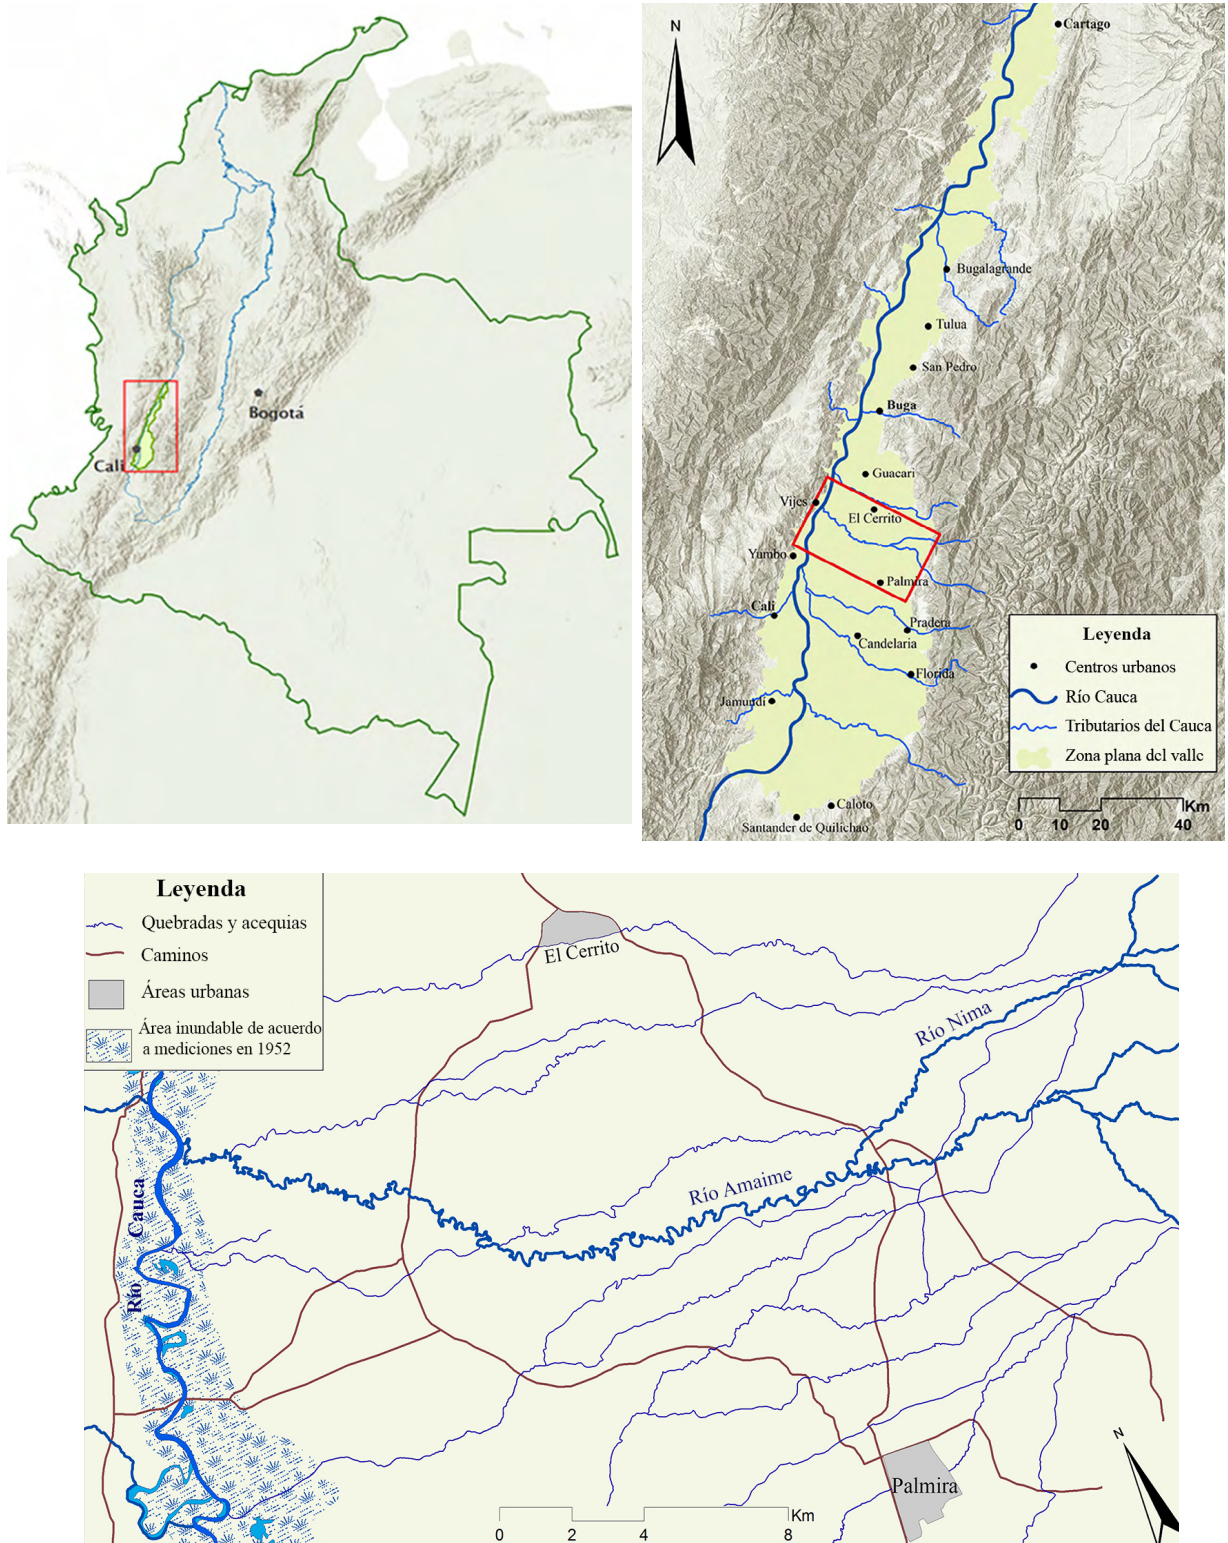 Bogotá
Cali
N
Cartago
Bugalagrande
Tulua
San Pedro
Buga
Guacari
Vijes
El Cerrito
Yumbo
Palmira
Cali
Pradera
Candelaria
Florida
Jamundí
Caloto
Santander de Quilichao
Leyenda
Centros urbanos
Río Cauca
Tributarios del Cauca
Zona plana del valle
Km
0 10 20 40
Leyenda
Quebradas y acequias
Caminos
Áreas urbanas
Área inundable de acuerdo
a mediciones en 1952
El Cerrito
Río Nima
Río Amaime
Río Cauca
Palmira
N
Km
0 2 4 8